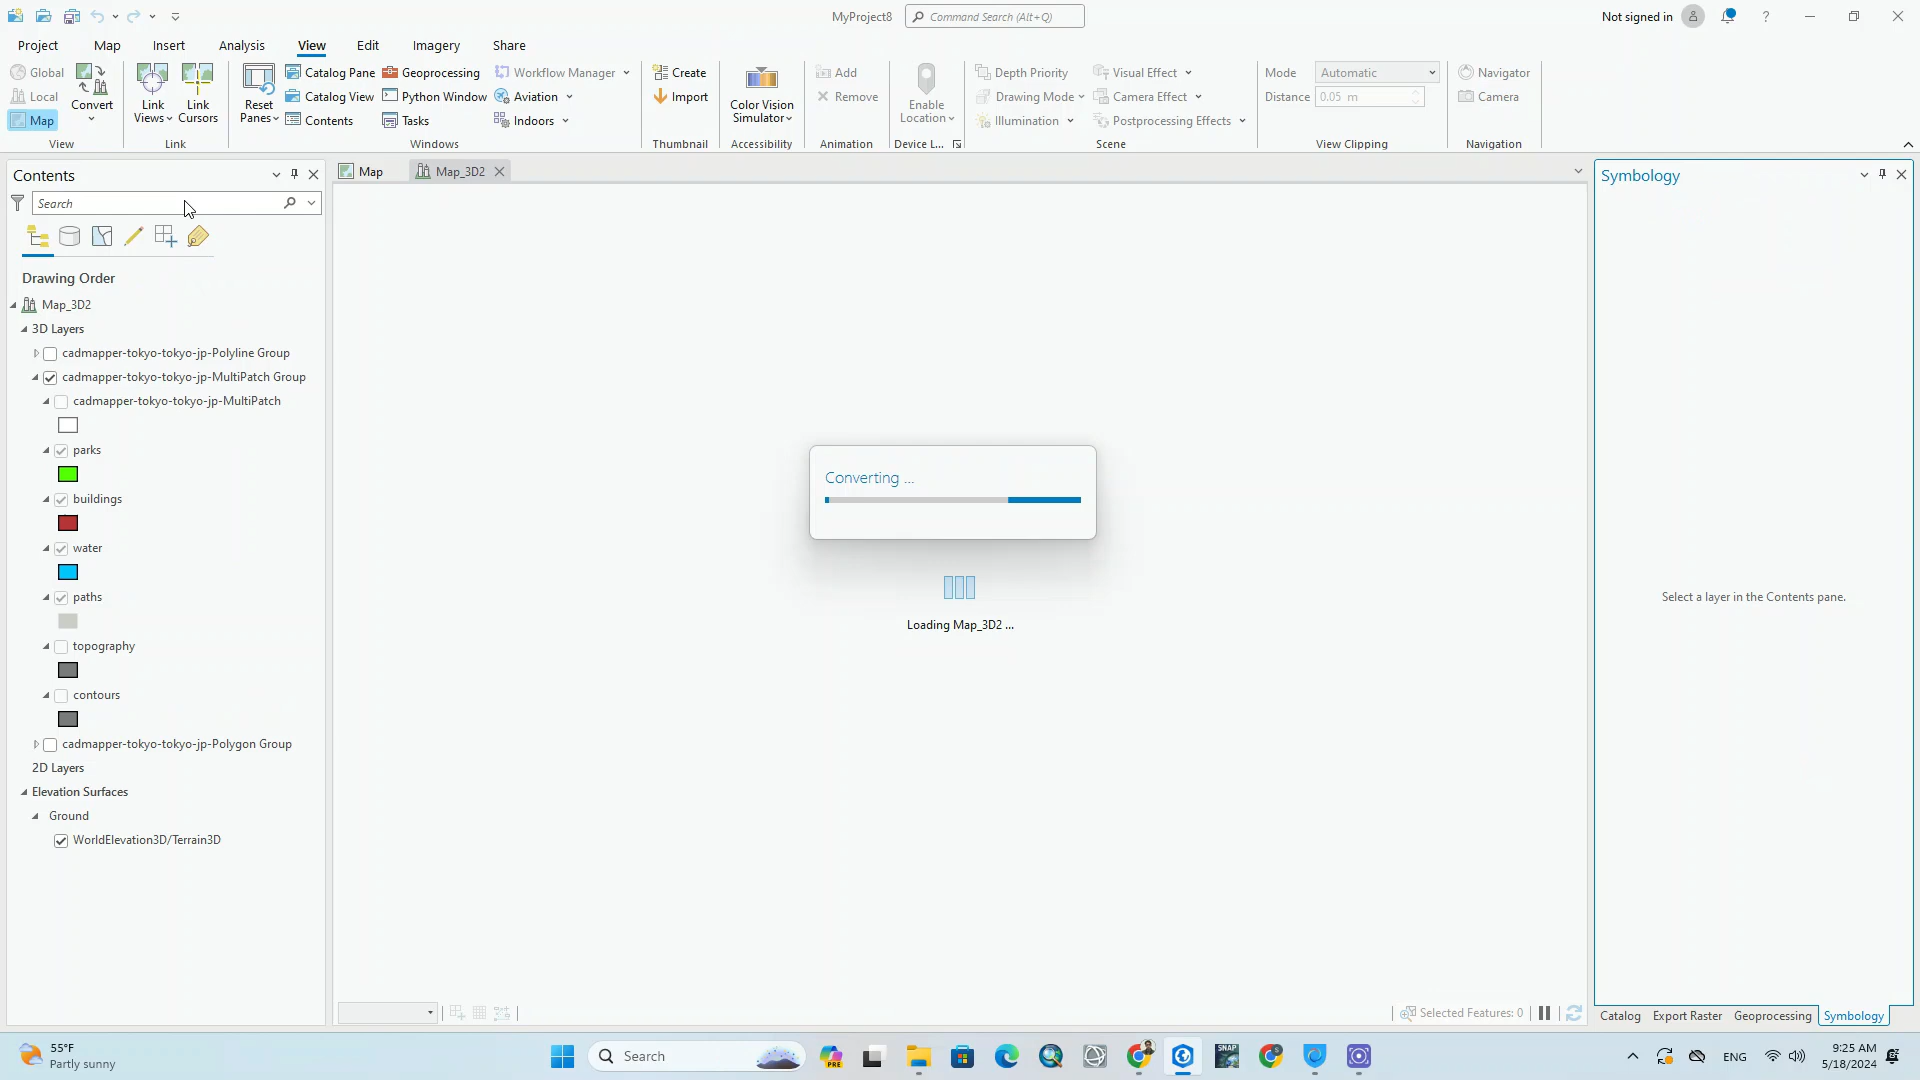 MyProject8
Command Search (Alt+Q)
Not signed in
?
Project
Map
Insert
Analysis
View
Edit
Imagery
Share
Global
Local
Map
Convert
View
Link Views
Link Cursors
Link
Reset Panes
Catalog Pane
Catalog View
Contents
Geoprocessing
Python Window
Tasks
Workflow Manager
Aviation
Indoors
Windows
Create
Import
Thumbnail
Color Vision Simulator
Accessibility
Add
Remove
Animation
Enable Location
Device L...
Depth Priority
Drawing Mode
Illumination
Visual Effect
Camera Effect
Postprocessing Effects
Scene
Mode
Automatic
Distance
0.05 m
View Clipping
Navigator
Camera
Navigation
Contents
Search
Drawing Order
Map_3D2
3D Layers
cadmapper-tokyo-tokyo-jp-Polyline Group
cadmapper-tokyo-tokyo-jp-MultiPatch Group
cadmapper-tokyo-tokyo-jp-MultiPatch
parks
buildings
water
paths
topography
contours
cadmapper-tokyo-tokyo-jp-Polygon Group
2D Layers
Elevation Surfaces
Ground
WorldElevation3D/Terrain3D
Map
Map_3D2
Converting ...
Loading Map_3D2 ...
Selected Features: 0
Symbology
Select a layer in the Contents pane.
Catalog
Export Raster
Geoprocessing
Symbology
55°F
Partly sunny
Search
PRE
SNAP
ENG
9:25 AM
5/18/2024